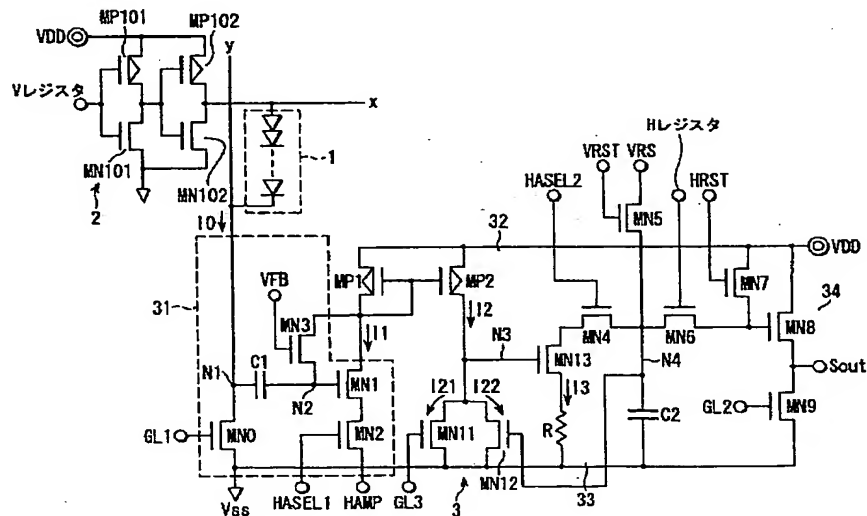 MP101
MP102
VDD
y
Vレジスタ
x
Hレジスタ
1
MN101
MN102
VRST VRS
HASEL2
HRST
2
I0
MN5
32
VDD
31
VFB
MP1
MP2
MN7
34
MN3
I2
MN4
MN6
MN8
I1
N3
N1
C1
MN13
N4
Sout
N2
MN1
I21
I22
I3
C2
GL2
MN9
GL1
MN0
MN2
MN11
R
MN12
Vss
HASEL1
HAMP
GL3
3
33